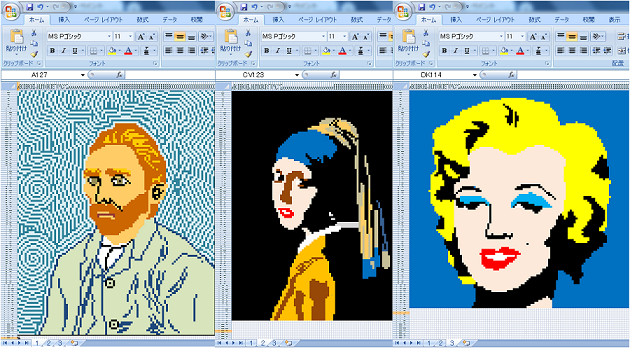 ホーム 挿入 ページ レイアウト 数式 データ 校閲
貼り付け
クリップボード
MS Pゴシック 11
B I U
フォント
A127
1 2 3
ホーム 挿入 ページ レイアウト 数式 データ 校閲
貼り付け
クリップボード
MS Pゴシック 11
B I U
フォント
CV123
1 2 3
ホーム 挿入 ページ レイアウト 数式 データ 校閲 表示
貼り付け
クリップボード
MS Pゴシック 11
B I U
フォント
配置
DK114
1 2 3